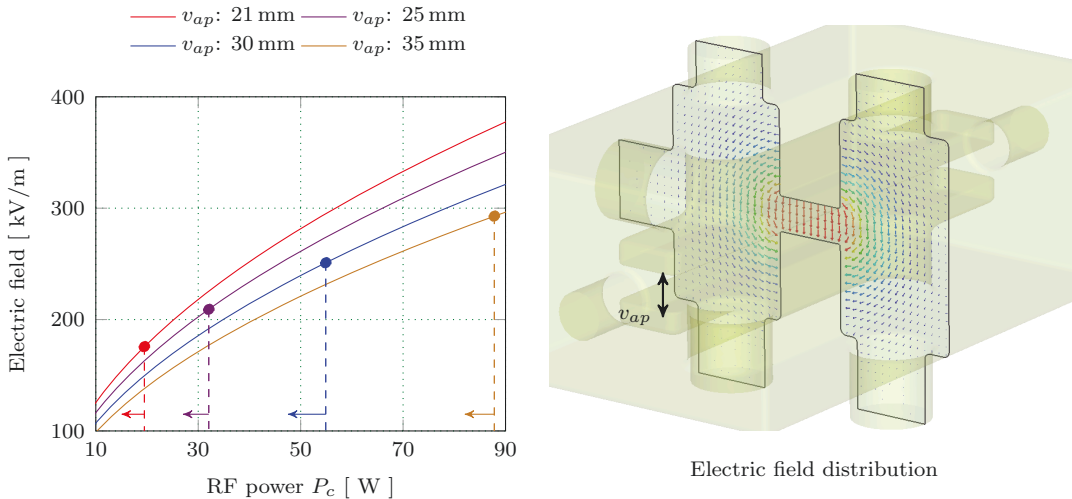 v_ap: 21 mm v_ap: 25 mm
v_ap: 30 mm v_ap: 35 mm
400
300
200
100
Electric field [ kV/m ]
10 30 50 70 90
RF power P_c [ W ]
v_ap
Electric field distribution